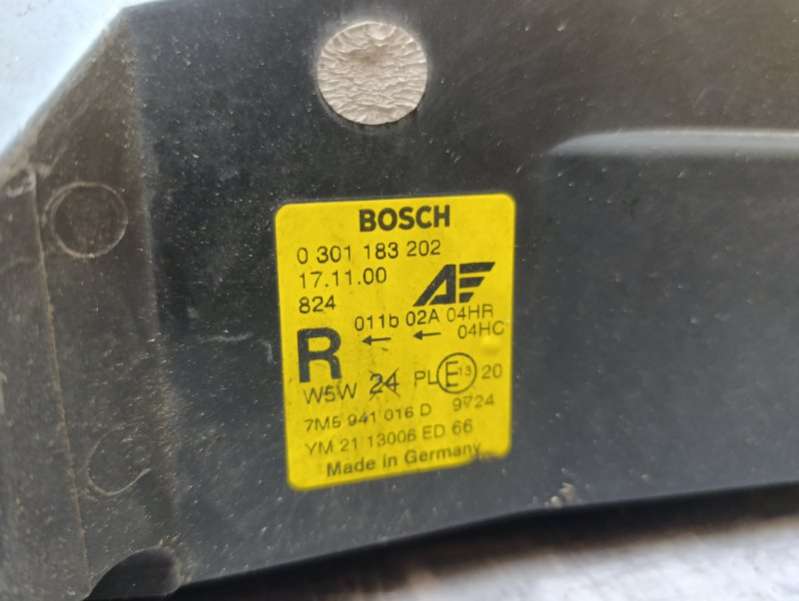 BOSCH
0 301 183 202
17.11.00
824
011b 02A 04HR
04HC
R
W5W 24 PL E13 20
7M5 941 016 D 9724
YM 21 13006 ED 66
Made in Germany